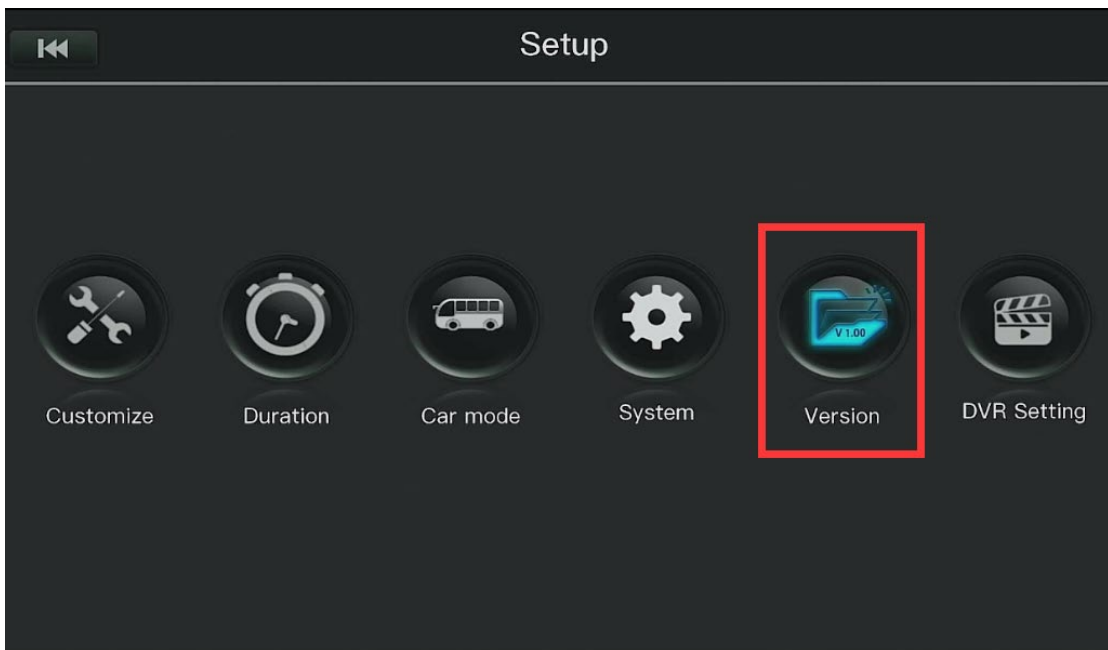 Setup
Customize
Duration
Car mode
System
V 1.00
Version
DVR Setting